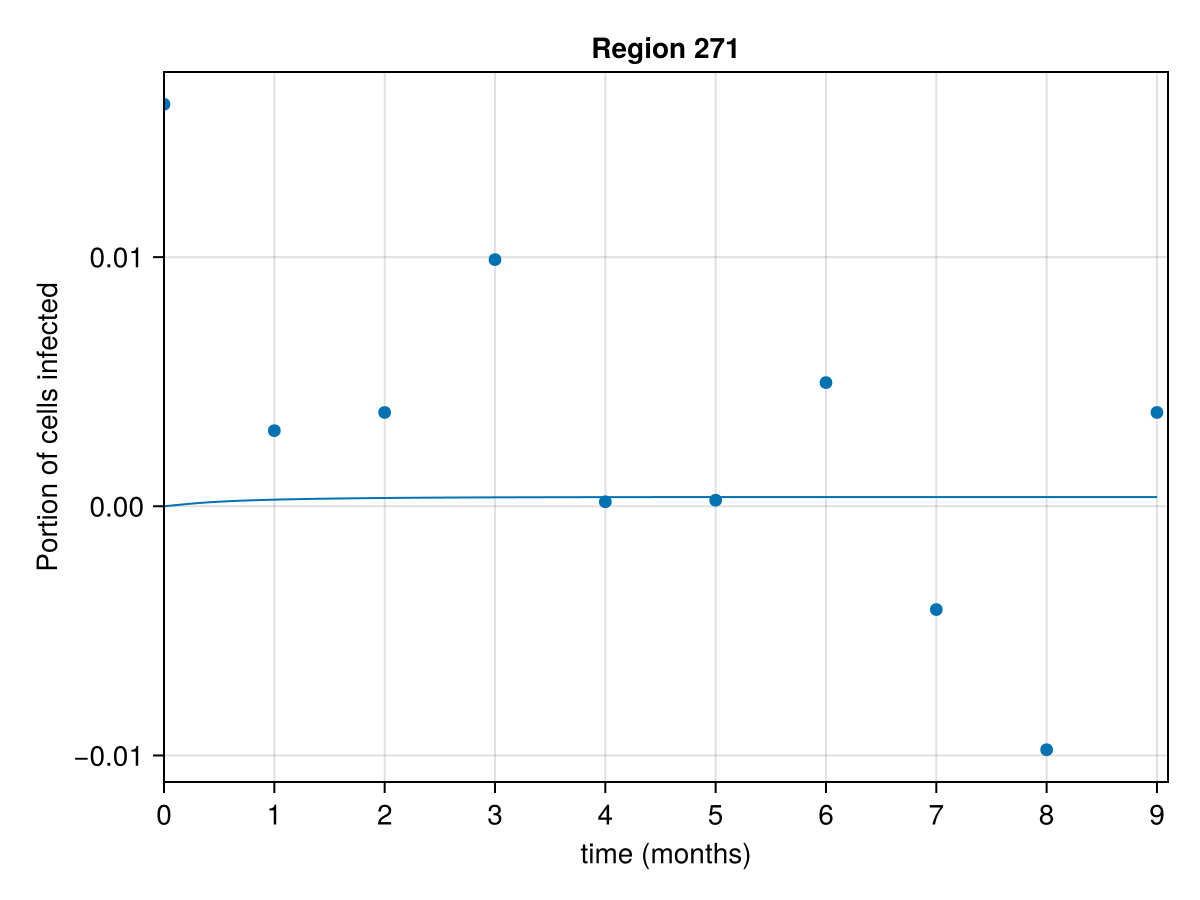 Region 271
Portion of cells infected
0.01
0.00
−0.01
0 1 2 3 4 5 6 7 8 9
time (months)